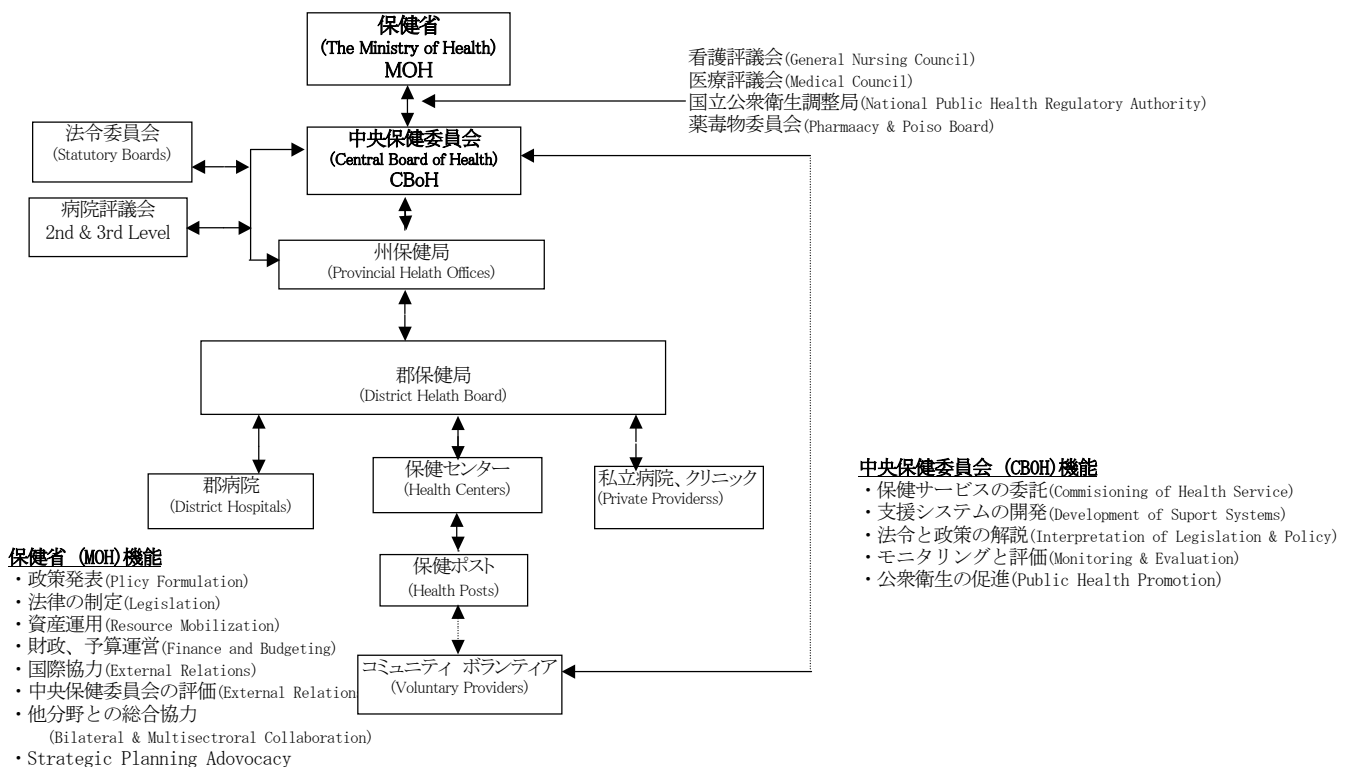 保健省
(The Ministry of Health)
MOH
看護評議会(General Nursing Council)
医療評議会(Medical Council)
国立公衆衛生調整局(National Public Health Regulatory Authority)
薬毒物委員会(Pharmaacy & Poiso Board)
法令委員会
(Statutory Boards)
中央保健委員会
(Central Board of Health)
CBoH
病院評議会
2nd & 3rd Level
州保健局
(Provincial Helath Offices)
郡保健局
(District Helath Board)
郡病院
(District Hospitals)
保健センター
(Health Centers)
私立病院、クリニック
(Private Providerss)
保健ポスト
(Health Posts)
コミュニティ ボランティア
(Voluntary Providers)
保健省 (MOH)機能
・政策発表(Plicy Formulation)
・法律の制定(Legislation)
・資産運用(Resource Mobilization)
・財政、予算運営(Finance and Budgeting)
・国際協力(External Relations)
・中央保健委員会の評価(External Relation
・他分野との総合協力
(Bilateral & Multisectroral Collaboration)
・Strategic Planning Adovocacy
中央保健委員会 (CBOH)機能
・保健サービスの委託(Commisioning of Health Service)
・支援システムの開発(Development of Suport Systems)
・法令と政策の解説(Interpretation of Legislation & Policy)
・モニタリングと評価(Monitoring & Evaluation)
・公衆衛生の促進(Public Health Promotion)